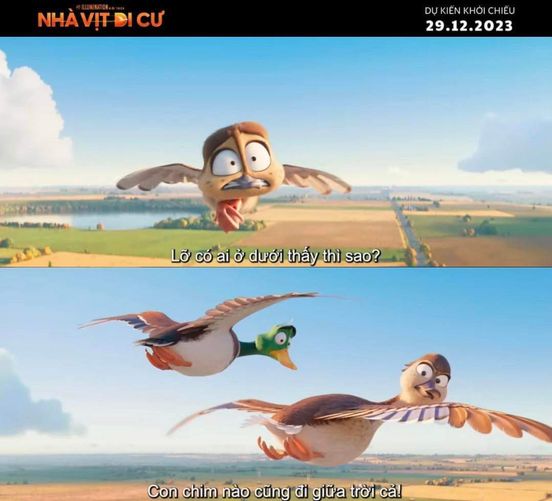 ILLUMINATION
NHÀ VỊT DI CƯ
DỰ KIẾN KHỞI CHIẾU
29.12.2023
Lỡ có ai ở dưới thấy thì sao?
Con chim nào cũng đi giữa trời cả!